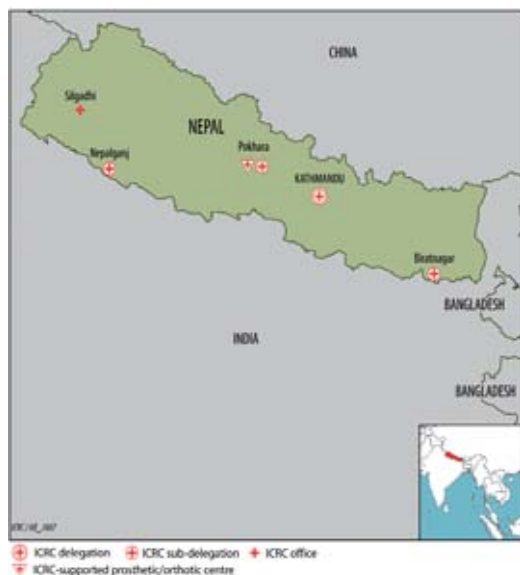 CHINA
Silgadhi
NEPAL
Pokhara
Nepalganj
KATHMANDU
Biratnagar
BANGLADESH
INDIA
BANGLADESH
ICRC delegation ICRC sub-delegation ICRC office
ICRC-supported prosthetic/orthotic centre